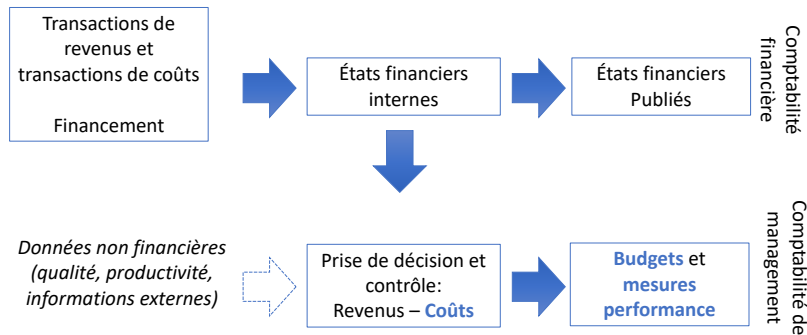 Transactions de
revenus et
transactions de coûts
Financement
États financiers
internes
États financiers
Publiés
Comptabilité
financière
Données non financières
(qualité, productivité,
informations externes)
Prise de décision et
contrôle:
Revenus – Coûts
Budgets et
mesures
performance
Comptabilité de
management